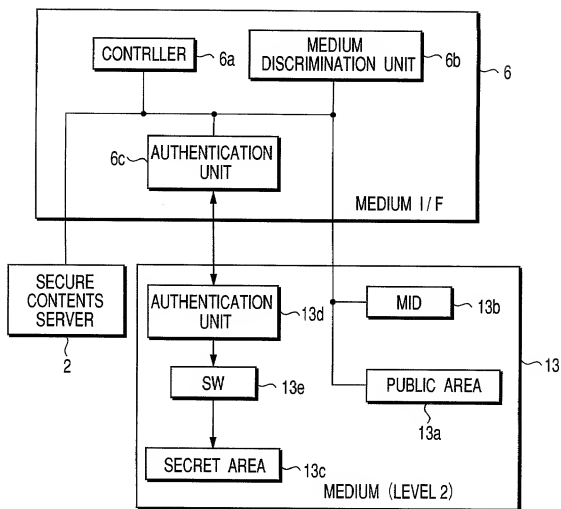 CONTRLLER
6a
MEDIUM
DISCRIMINATION UNIT
6b
6
6c
AUTHENTICATION
UNIT
MEDIUM I/F
SECURE
CONTENTS
SERVER
2
AUTHENTICATION
UNIT
13d
MID
13b
13
SW
13e
PUBLIC AREA
13a
SECRET AREA
13c
MEDIUM (LEVEL 2)